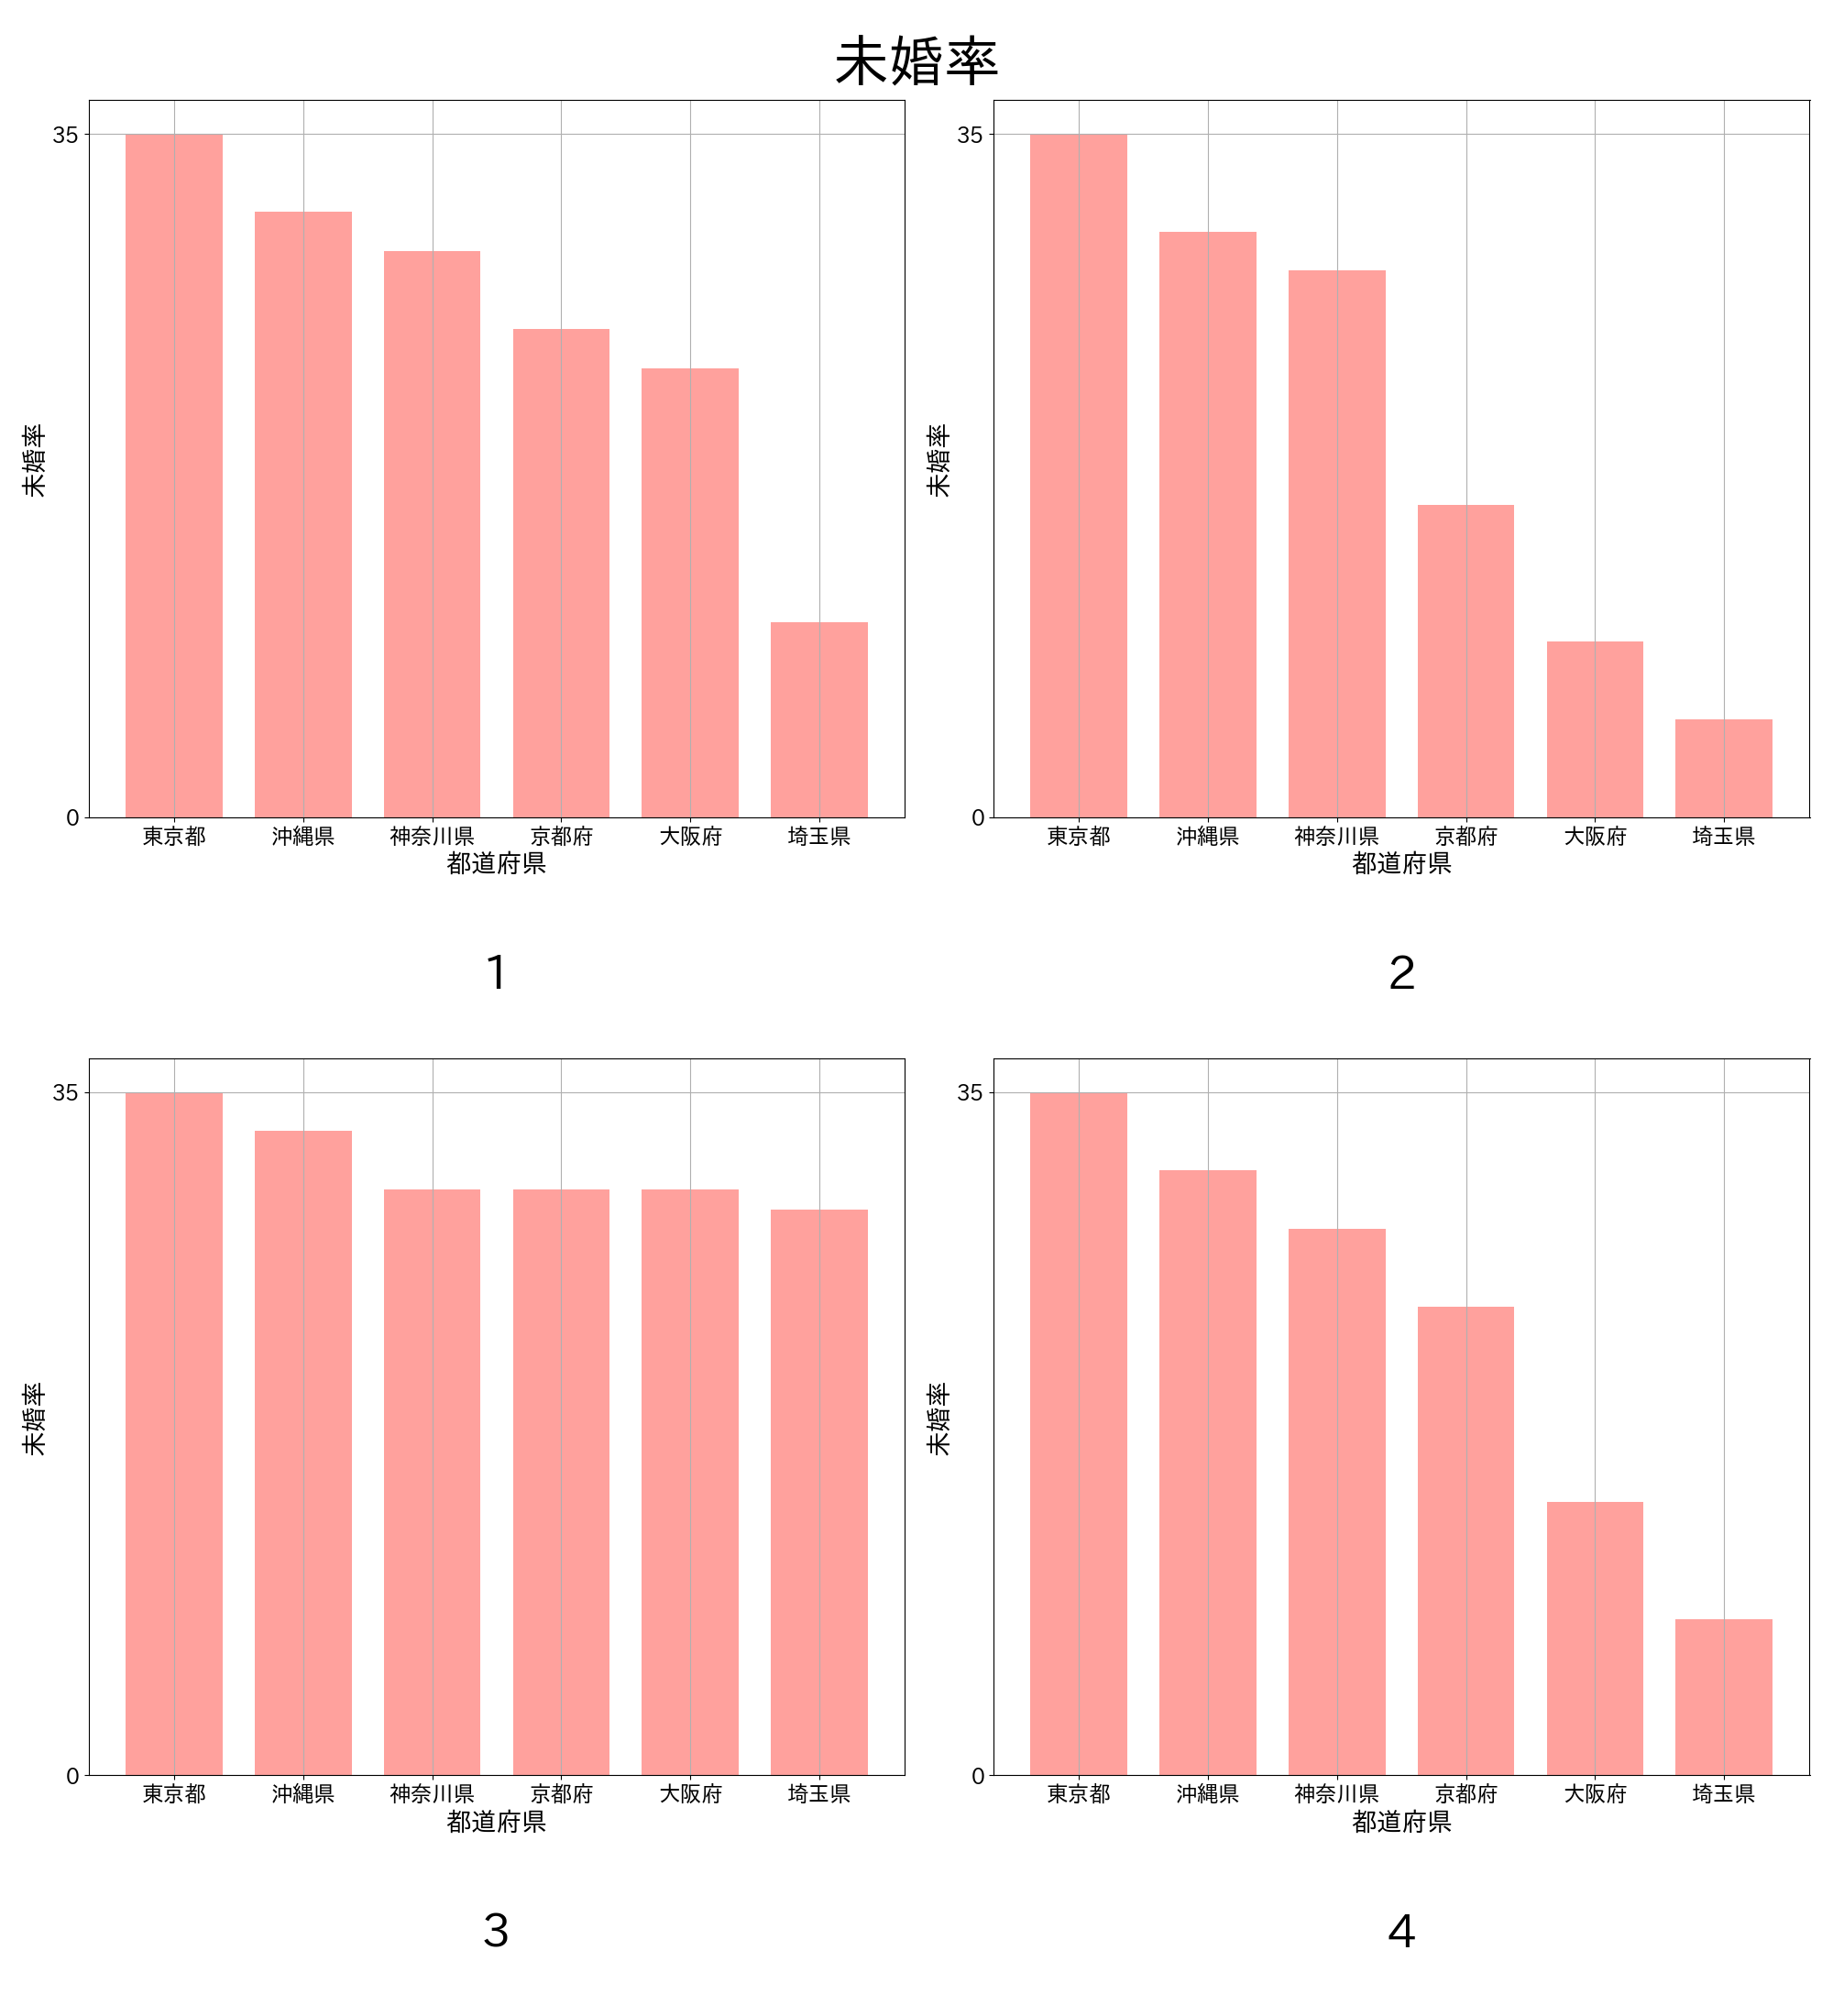 未婚率
35
0
未婚率
東京都 沖縄県 神奈川県 京都府 大阪府 埼玉県
都道府県
1
35
0
未婚率
東京都 沖縄県 神奈川県 京都府 大阪府 埼玉県
都道府県
2
35
0
未婚率
東京都 沖縄県 神奈川県 京都府 大阪府 埼玉県
都道府県
3
35
0
未婚率
東京都 沖縄県 神奈川県 京都府 大阪府 埼玉県
都道府県
4